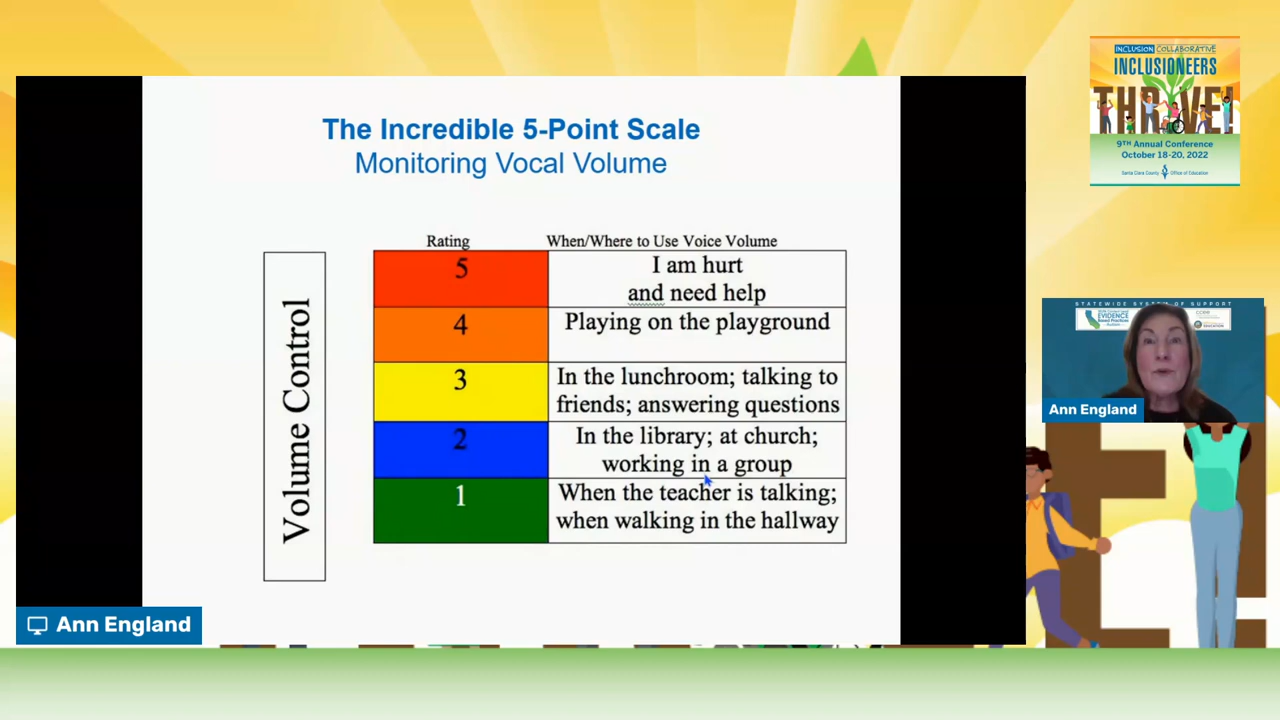 The Incredible 5-Point Scale
Monitoring Vocal Volume
Rating
When/Where to Use Voice Volume
Volume Control
5
I am hurt
and need help
4
Playing on the playground
3
In the lunchroom; talking to
friends; answering questions
2
In the library; at church;
working in a group
1
When the teacher is talking;
when walking in the hallway
Ann England
INCLUSION COLLABORATIVE
INCLUSIONEERS
THRIVE!
9TH Annual Conference
October 18-20, 2022
Santa Clara County Office of Education
STATEWIDE SYSTEM OF SUPPORT
EVIDENCE
Ann England